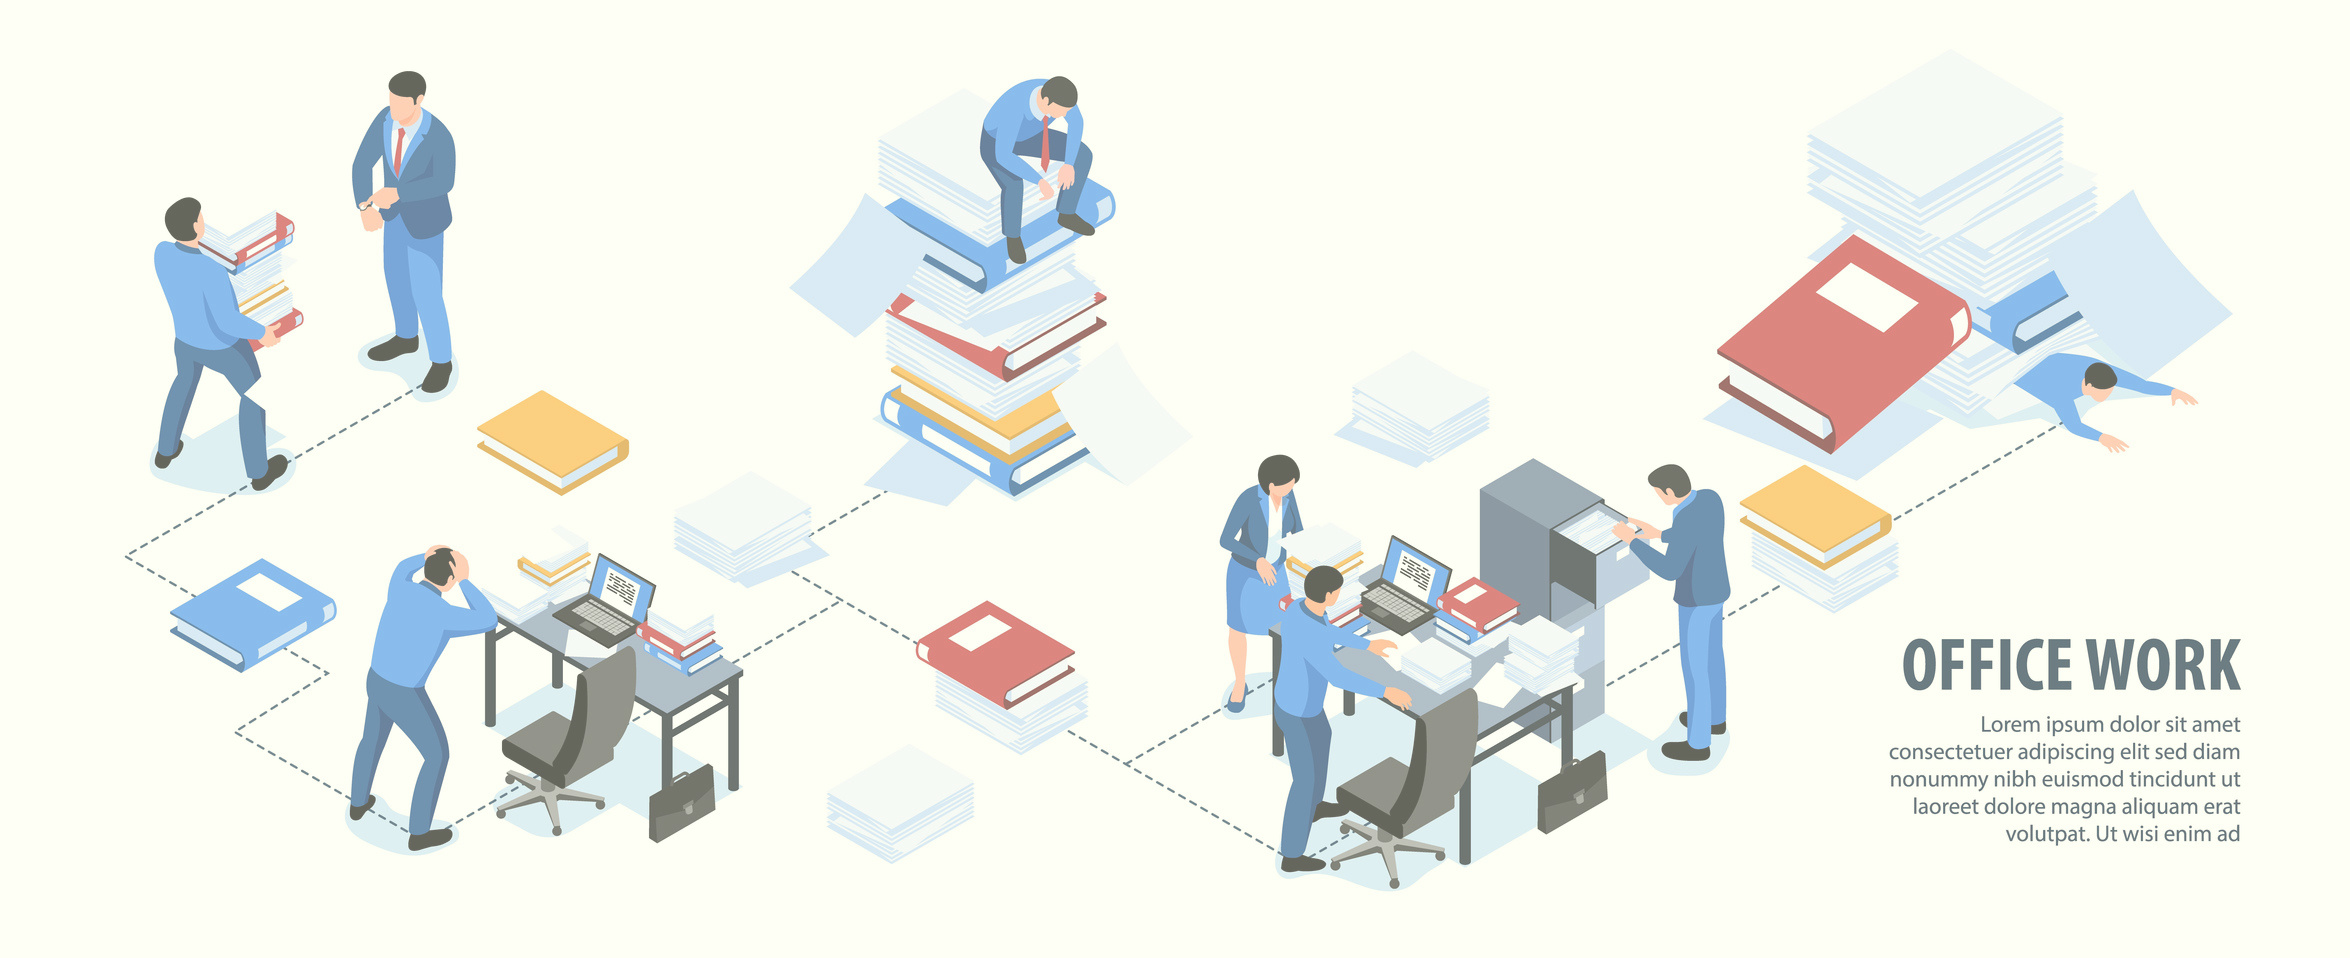 OFFICE WORK
Lorem ipsum dolor sit amet
consectetuer adipiscing elit sed diam
nonummy nibh euismod tincidunt ut
laoreet dolore magna aliquam erat
volutpat. Ut wisi enim ad